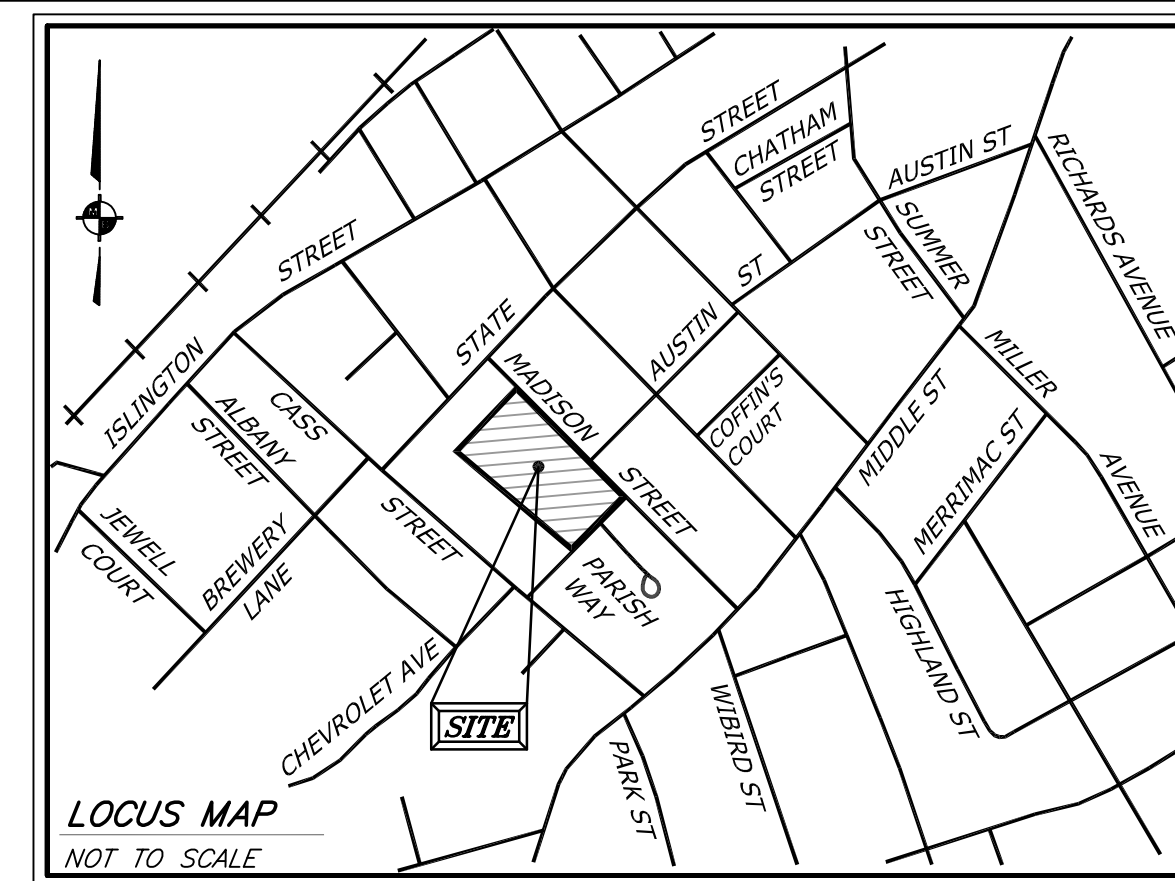 STREET
CHATHAM
STREET
AUSTIN ST
RICHARDS AVENUE
SUMMER
STREET
STREET
ST
STATE
AUSTIN
MADISON
STREET
MILLER
AVENUE
ISLINGTON
CASS
STREET
ALBANY
STREET
COFFIN'S
COURT
MIDDLE ST
MERRIMAC ST
JEWELL
COURT
BREWERY
LANE
PARISH
WAY
HIGHLAND ST
CHEVROLET AVE
SITE
WIBIRD ST
PARK ST
LOCUS MAP
NOT TO SCALE